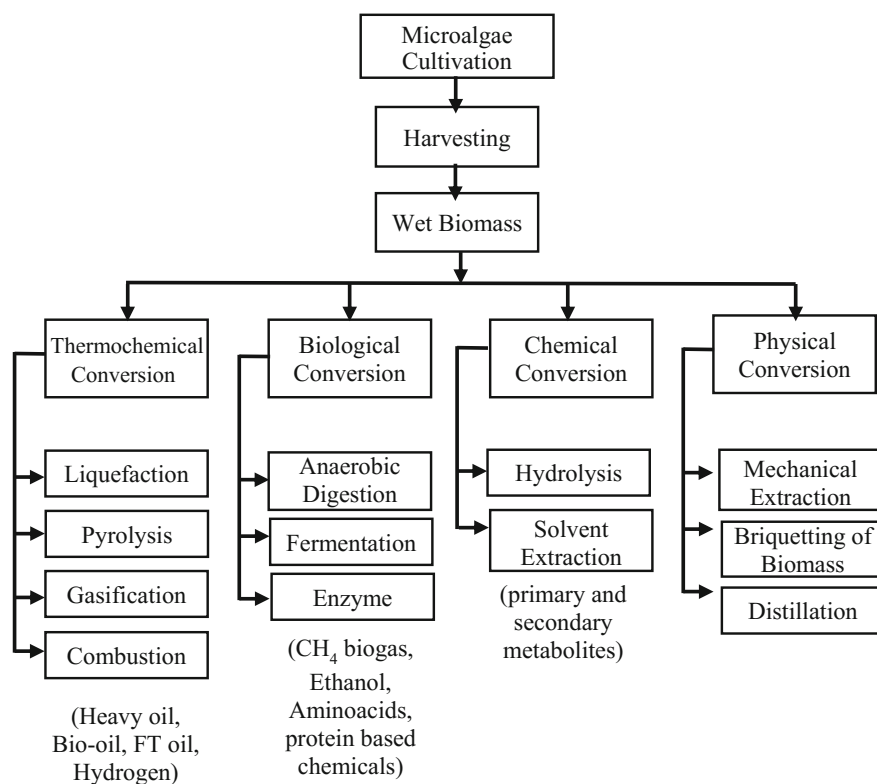 Microalgae
Cultivation
Harvesting
Wet Biomass
Thermochemical
Conversion
Liquefaction
Pyrolysis
Gasification
Combustion
(Heavy oil,
Bio-oil, FT oil,
Hydrogen)
Biological
Conversion
Anaerobic
Digestion
Fermentation
Enzyme
(CH₄ biogas,
Ethanol,
Aminoacids,
protein based
chemicals)
Chemical
Conversion
Hydrolysis
Solvent
Extraction
(primary and
secondary
metabolites)
Physical
Conversion
Mechanical
Extraction
Briquetting of
Biomass
Distillation